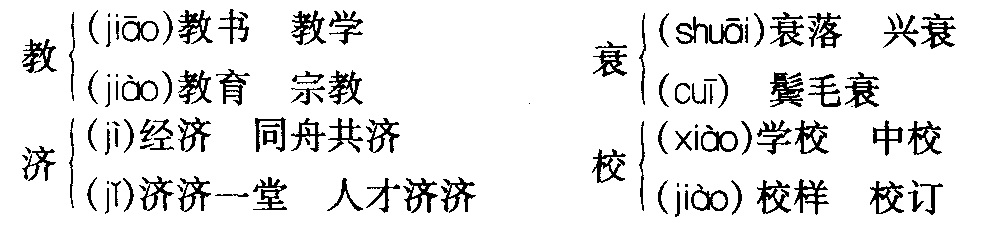 教 (jiāo)教书 教学
(jiào)教育 宗教
济 (jì)经济 同舟共济
(jǐ)济济一堂 人才济济
衰 (shuāi)衰落 兴衰
(cuī) 鬓毛衰
校 (xiào)学校 中校
(jiào)校样 校订